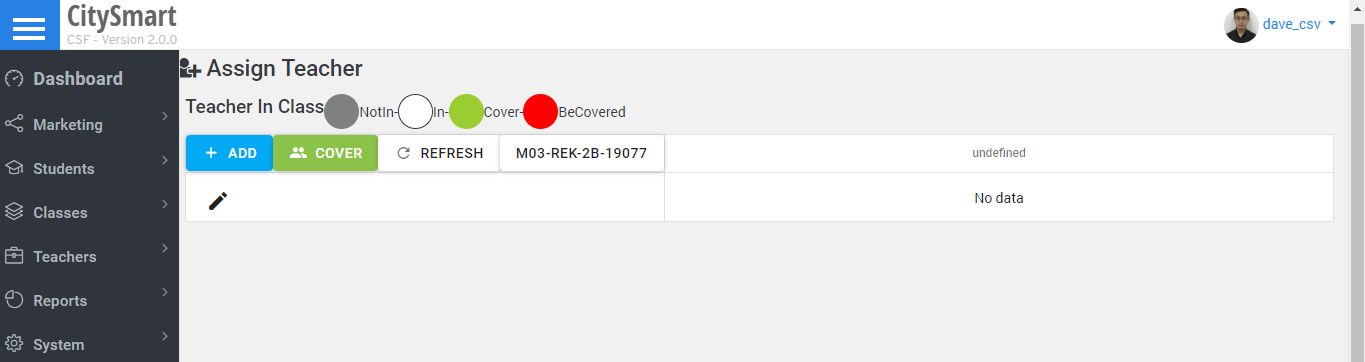 CitySmart
CSF - Version 2.0.0
dave_csv
Dashboard
Marketing
Students
Classes
Teachers
Reports
System
Assign Teacher
Teacher In Class NotIn- In- Cover- BeCovered
ADD COVER REFRESH M03-REK-2B-19077 undefined
No data